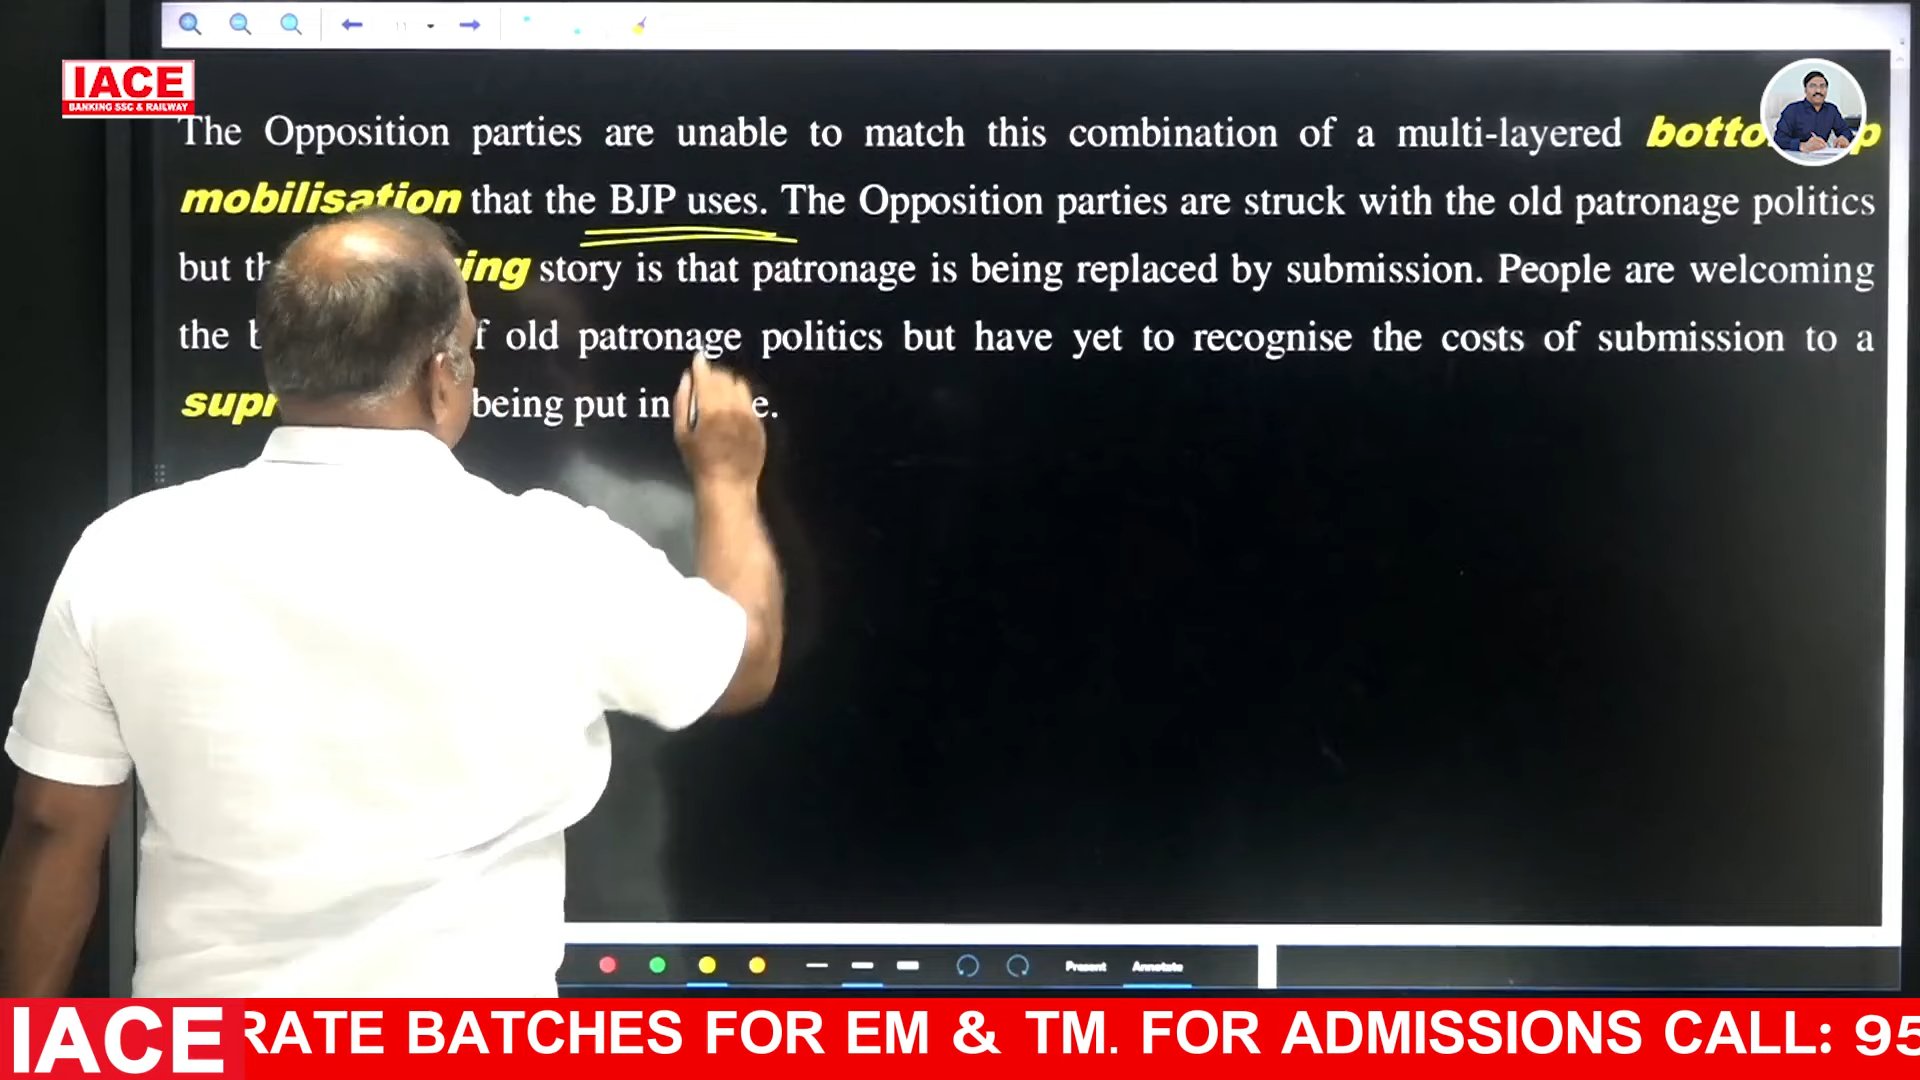 11
IACE
BANKING SSC & RAILWAY
The Opposition parties are unable to match this combination of a multi-layered
mobilisation that the BJP uses. The Opposition parties are struck with the old patronage politics
but story is that patronage is being replaced by submission. People are welcoming
the old patronage politics but have yet to recognise the costs of submission to a
being put in
Present Annotate
IACE RATE BATCHES FOR EM & TM. FOR ADMISSIONS CALL: 95